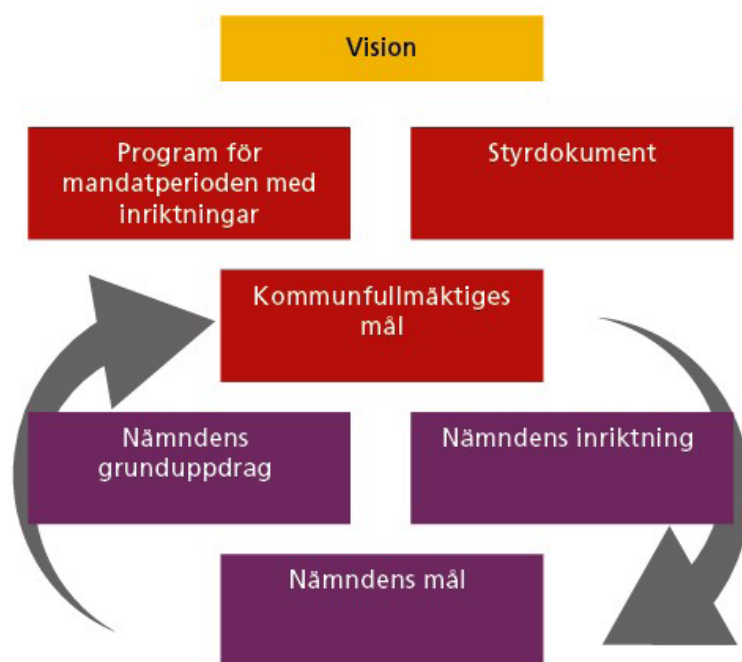 Vision
Program för
mandatperioden med
inriktningar
Styrdokument
Kommunfullmäktiges
mål
Nämndens
grunduppdrag
Nämndens inriktning
Nämndens mål